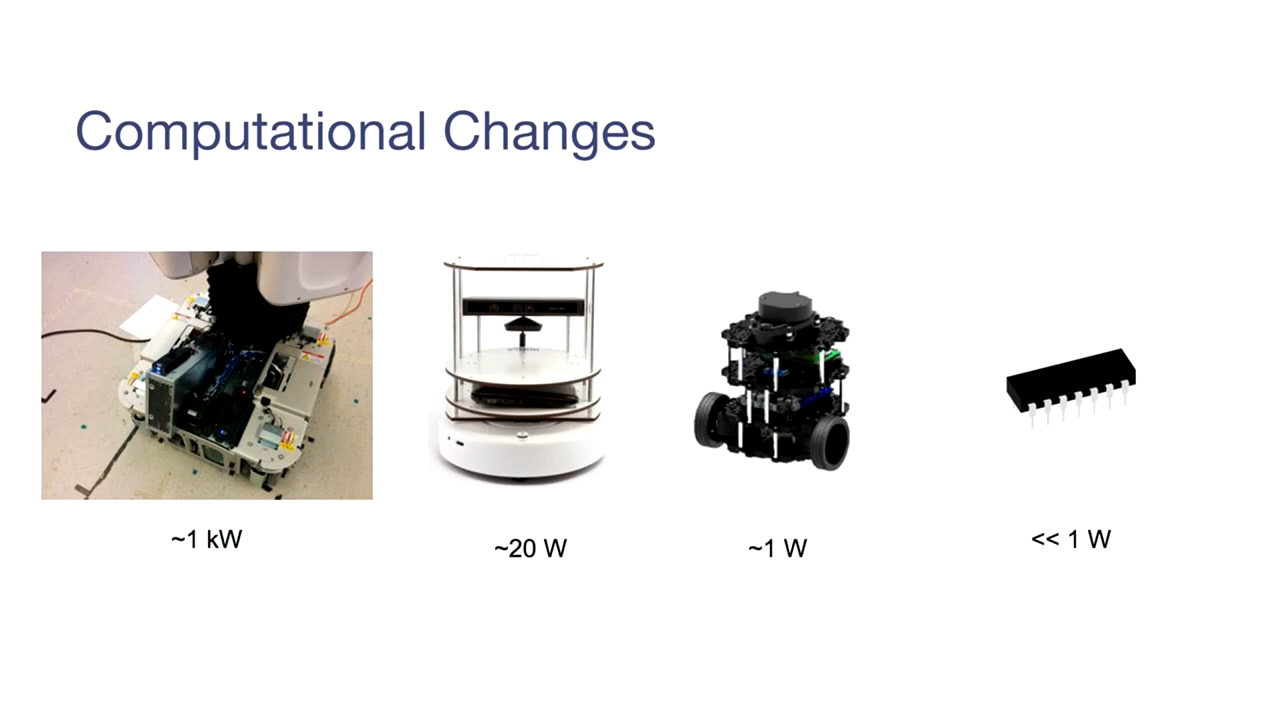 Computational Changes
~1 kW
~20 W
~1 W
<< 1 W